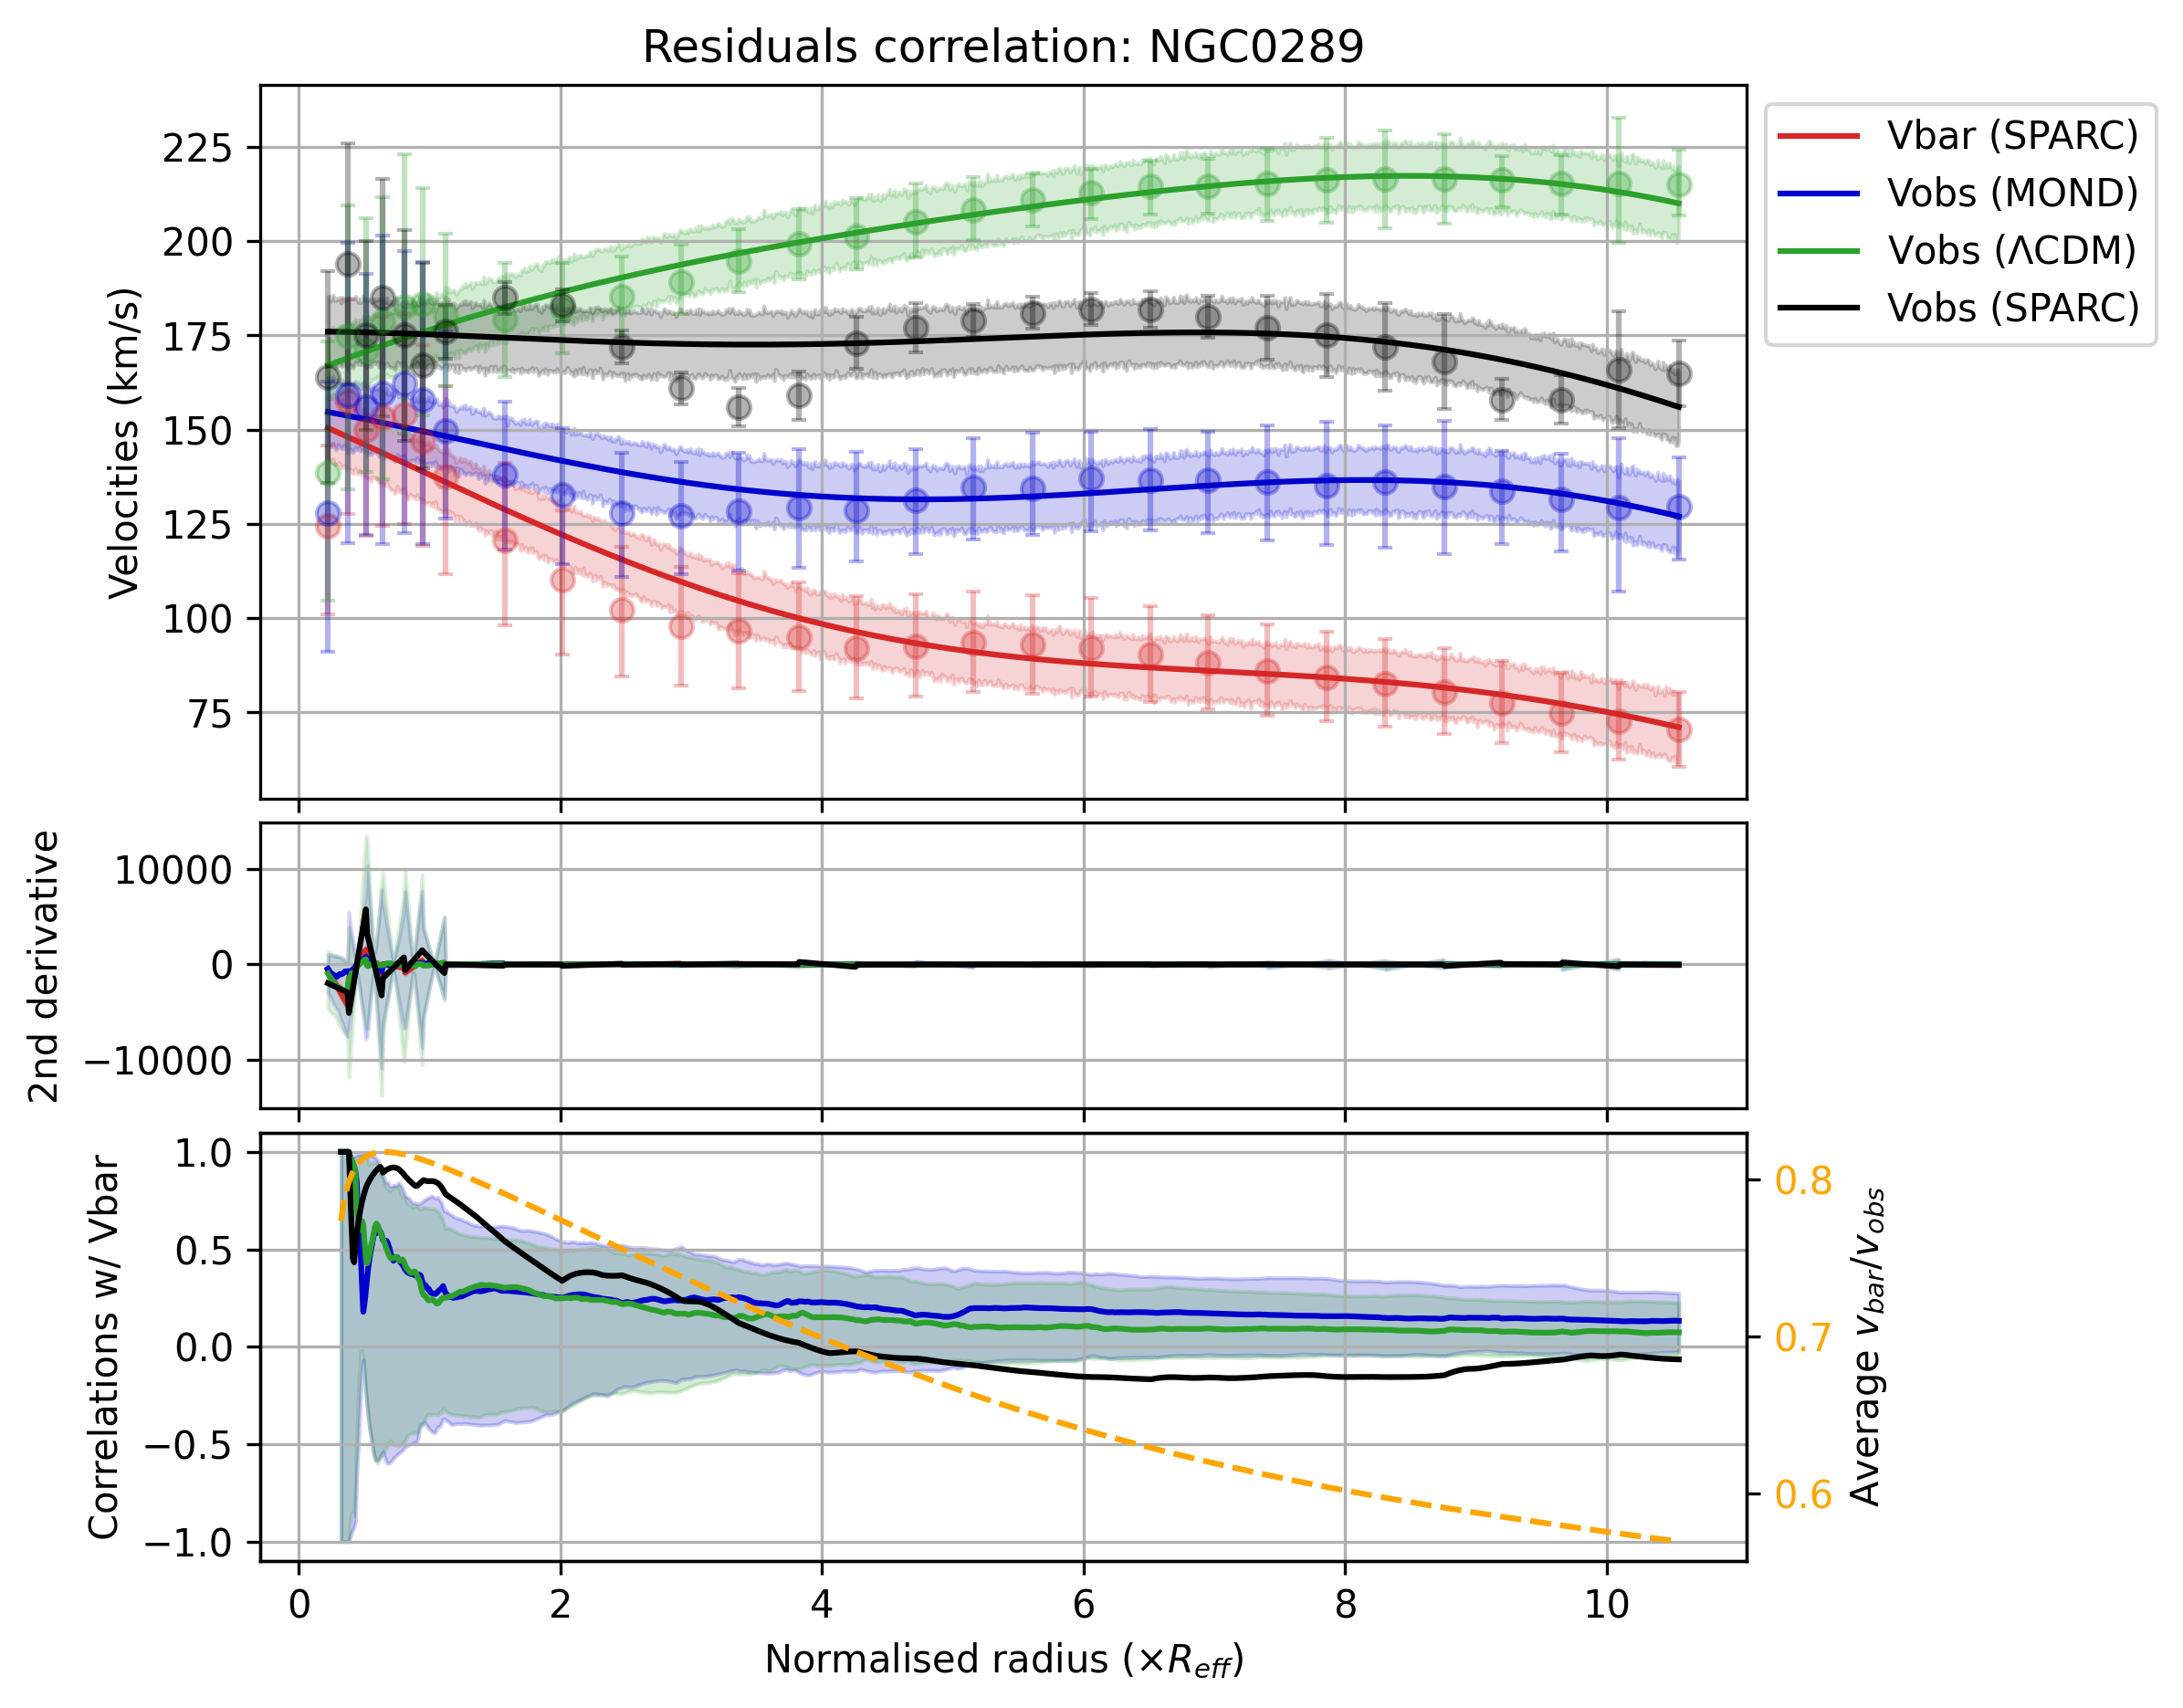 Residuals correlation: NGC0289
Velocities (km/s)
225
200
175
150
125
100
75
Vbar (SPARC)
Vobs (MOND)
Vobs (ΛCDM)
Vobs (SPARC)
2nd derivative
10000
0
−10000
Correlations w/ Vbar
1.0
0.5
0.0
−0.5
−1.0
0.8
0.7
0.6
Average v_bar/v_obs
0 2 4 6 8 10
Normalised radius (×R_eff)